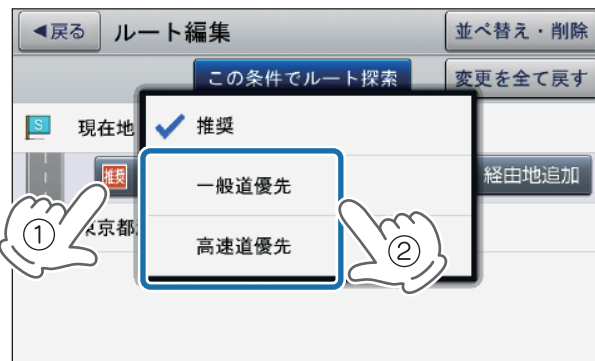 ◀戻る ルート編集 並べ替え・削除
この条件でルート探索 変更を全て戻す
S 現在地 ✓ 推奨
推奨 一般道優先 経由地追加
① ②
京都
高速道優先